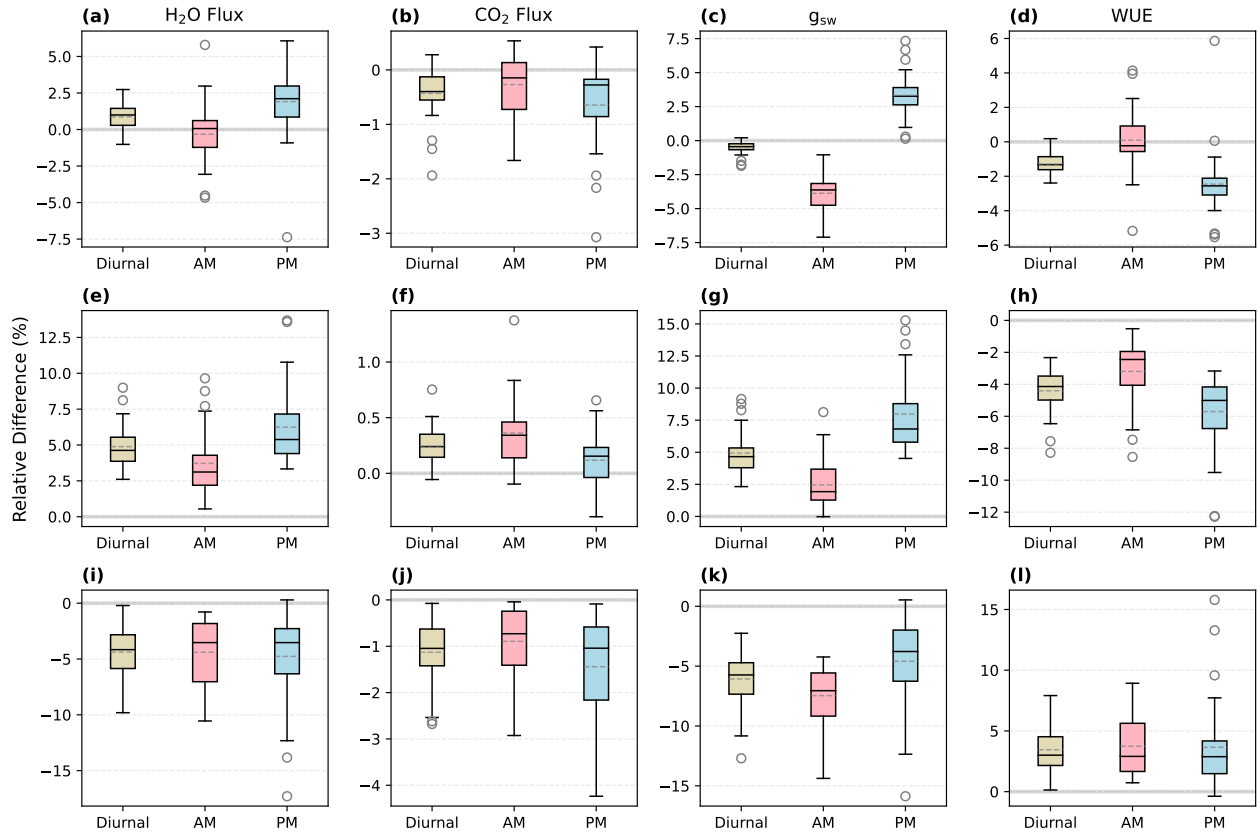 (a) H₂O Flux (b) CO₂ Flux (c) g_sw (d) WUE
5.0
2.5
0.0
−2.5
−5.0
−7.5
Diurnal AM PM
0
−1
−2
−3
Diurnal AM PM
7.5
5.0
2.5
0.0
−2.5
−5.0
−7.5
Diurnal AM PM
6
4
2
0
−2
−4
−6
Diurnal AM PM
Relative Difference (%)
(e)
12.5
10.0
7.5
5.0
2.5
0.0
Diurnal AM PM
(f)
1.0
0.5
0.0
Diurnal AM PM
(g)
15.0
12.5
10.0
7.5
5.0
2.5
0.0
Diurnal AM PM
(h)
0
−2
−4
−6
−8
−10
−12
Diurnal AM PM
(i)
0
−5
−10
−15
Diurnal AM PM
(j)
0
−1
−2
−3
−4
Diurnal AM PM
(k)
0
−5
−10
−15
Diurnal AM PM
(l)
15
10
5
0
Diurnal AM PM